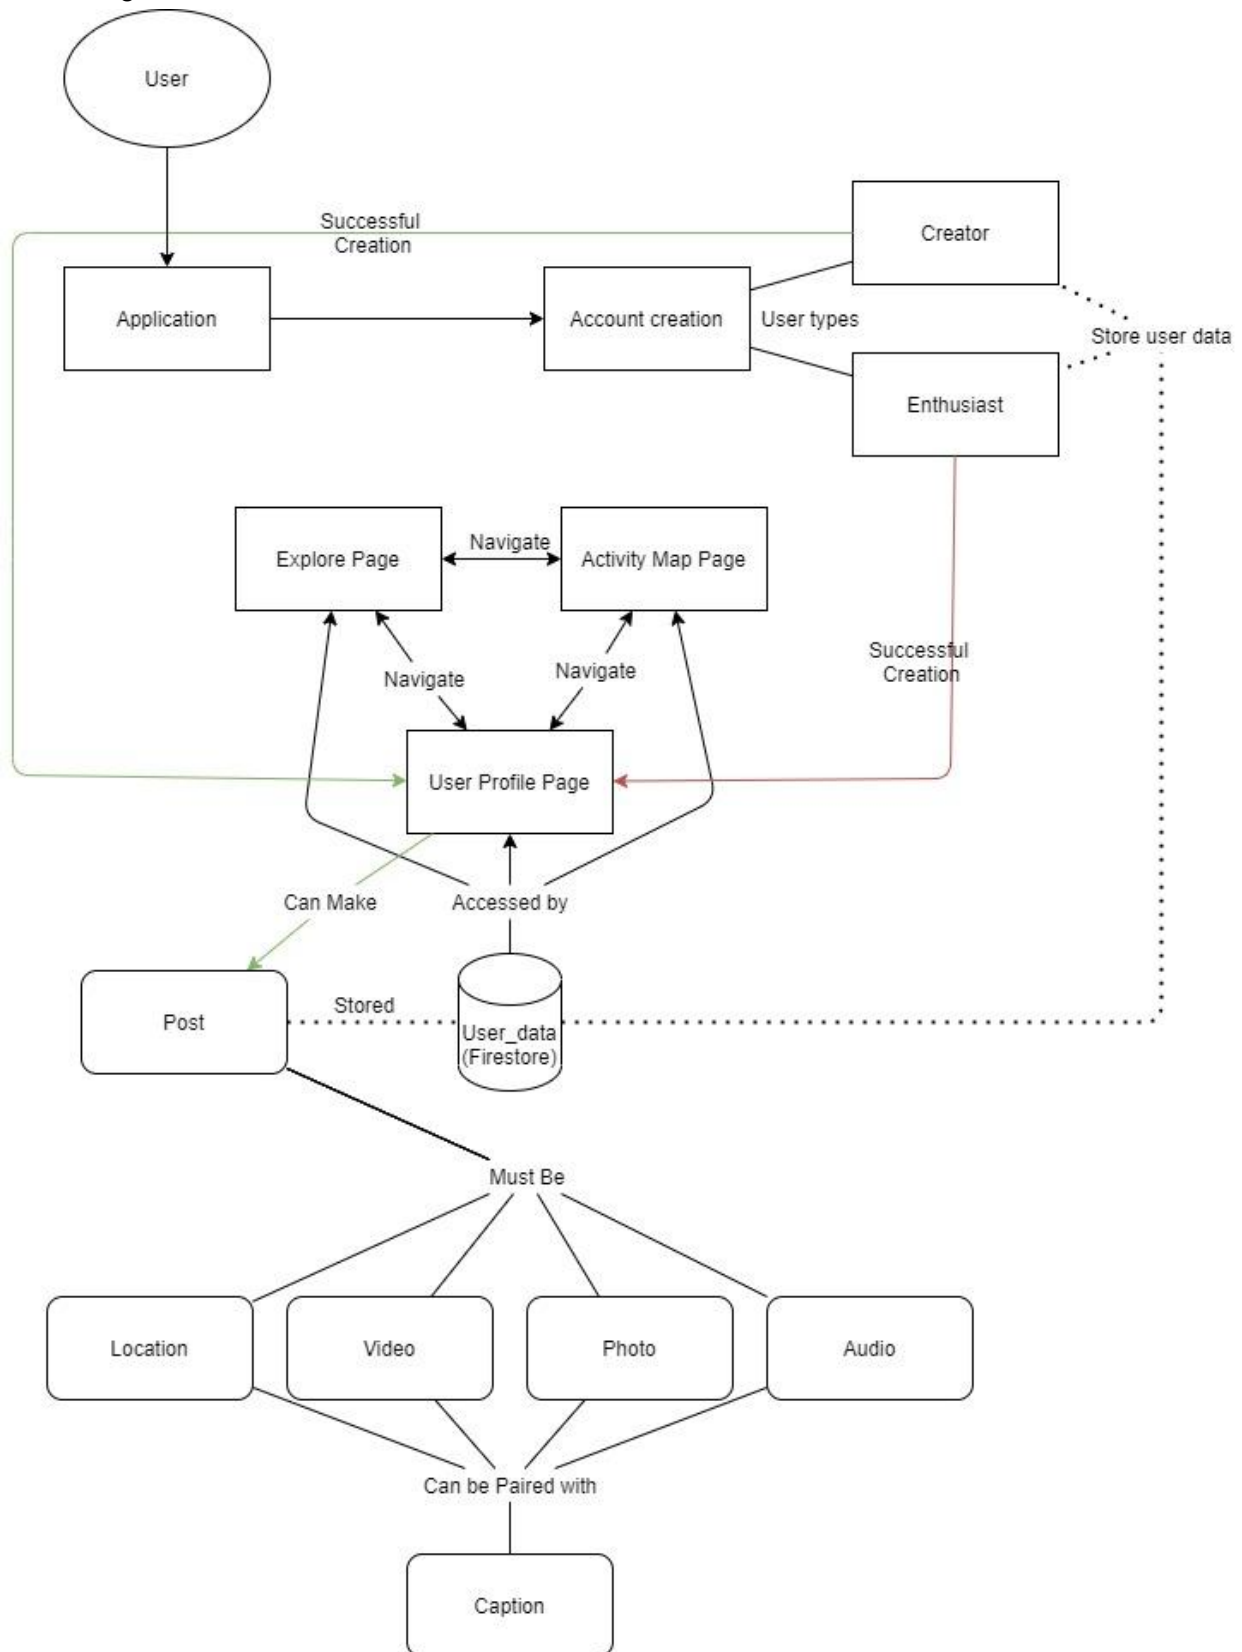 User
Successful
Creation
Creator
Application
Account creation
User types
Store user data
Enthusiast
Explore Page
Navigate
Activity Map Page
Navigate
Navigate
Successful
Creation
User Profile Page
Can Make
Accessed by
Post
Stored
User_data
(Firestore)
Must Be
Location
Video
Photo
Audio
Can be Paired with
Caption